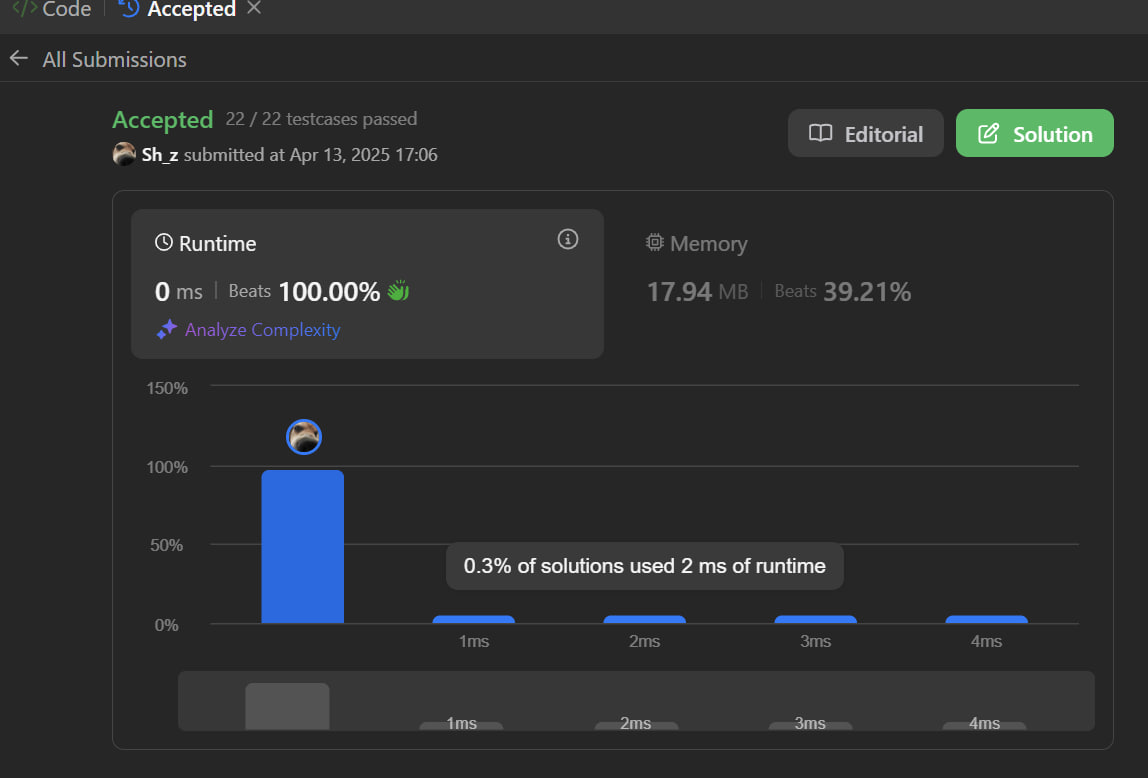 </> Code | Accepted ×
← All Submissions
Accepted 22 / 22 testcases passed
Sh_z submitted at Apr 13, 2025 17:06
Editorial
Solution
Runtime
0 ms | Beats 100.00%
Analyze Complexity
Memory
17.94 MB | Beats 39.21%
150%
100%
50%
0%
0.3% of solutions used 2 ms of runtime
1ms 2ms 3ms 4ms
1ms 2ms 3ms 4ms